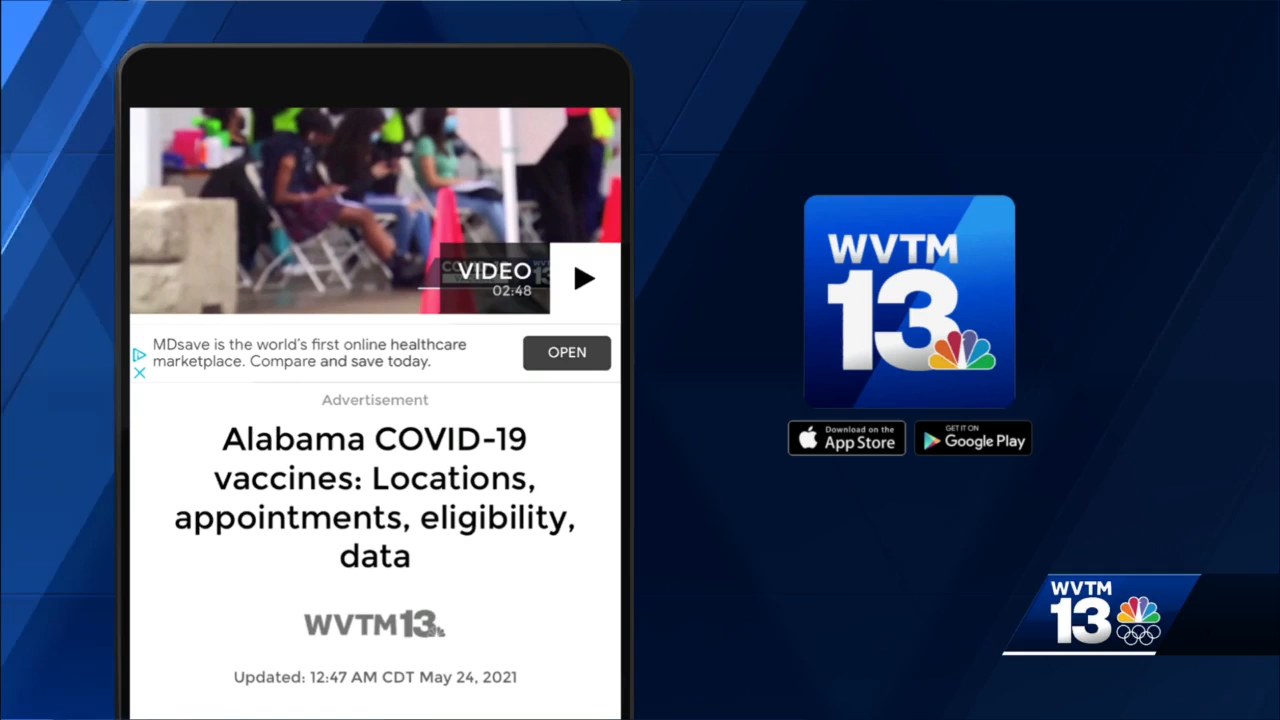 VIDEO
02:48
MDsave is the world's first online healthcare
marketplace. Compare and save today.
OPEN
Advertisement
Alabama COVID-19
vaccines: Locations,
appointments, eligibility,
data
WVTM13
Updated: 12:47 AM CDT May 24, 2021
WVTM
13
Download on the
App Store
GET IT ON
Google Play
WVTM
13